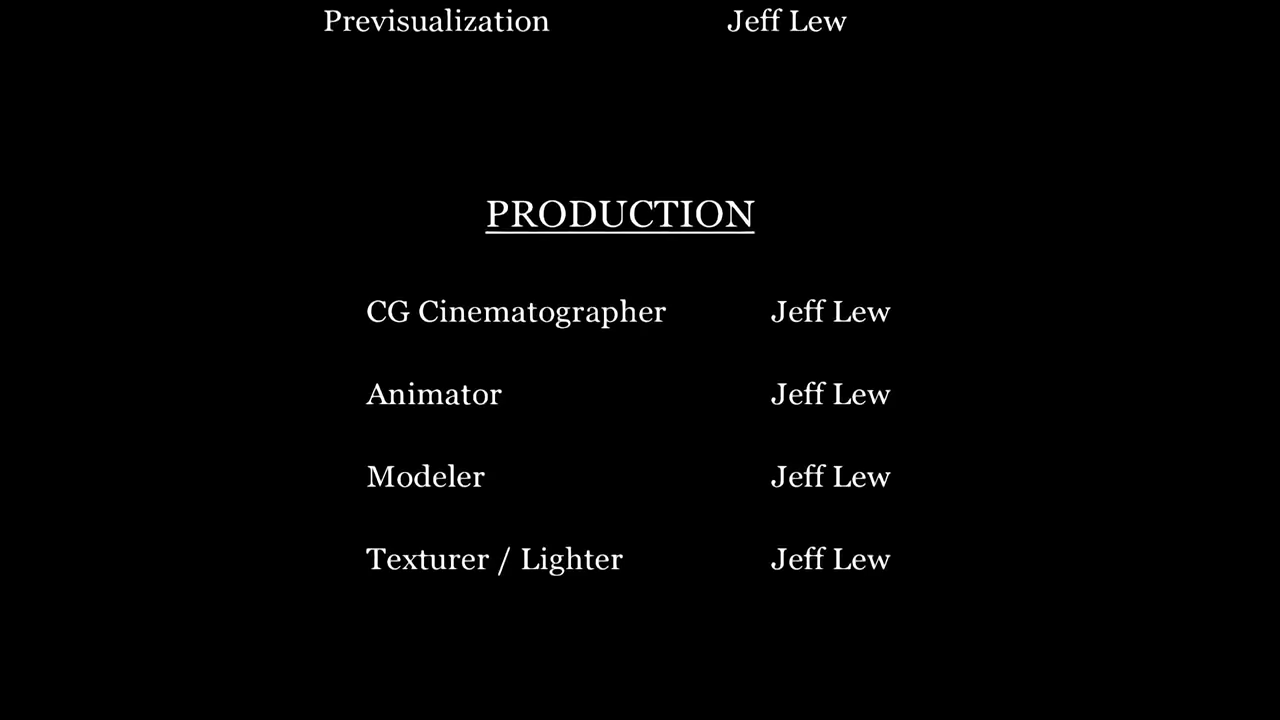 Previsualization Jeff Lew
PRODUCTION
CG Cinematographer Jeff Lew
Animator Jeff Lew
Modeler Jeff Lew
Texturer / Lighter Jeff Lew